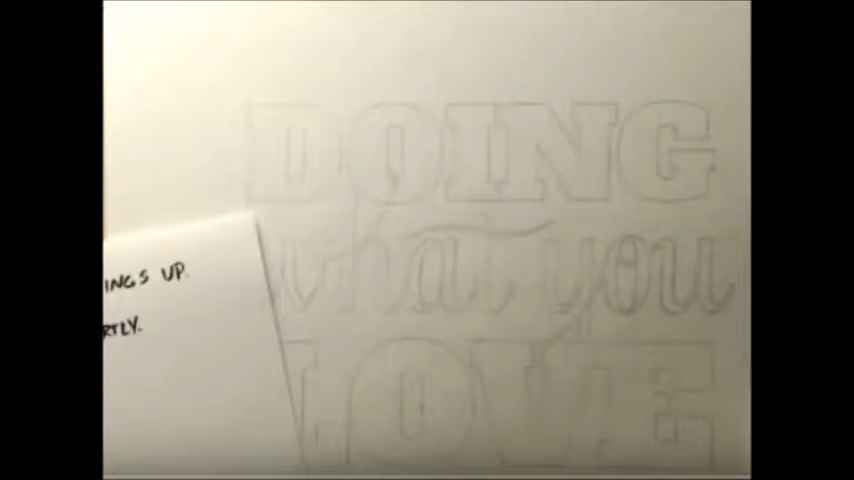 DOING
what you
LOVE
INGS UP.
RTLY.